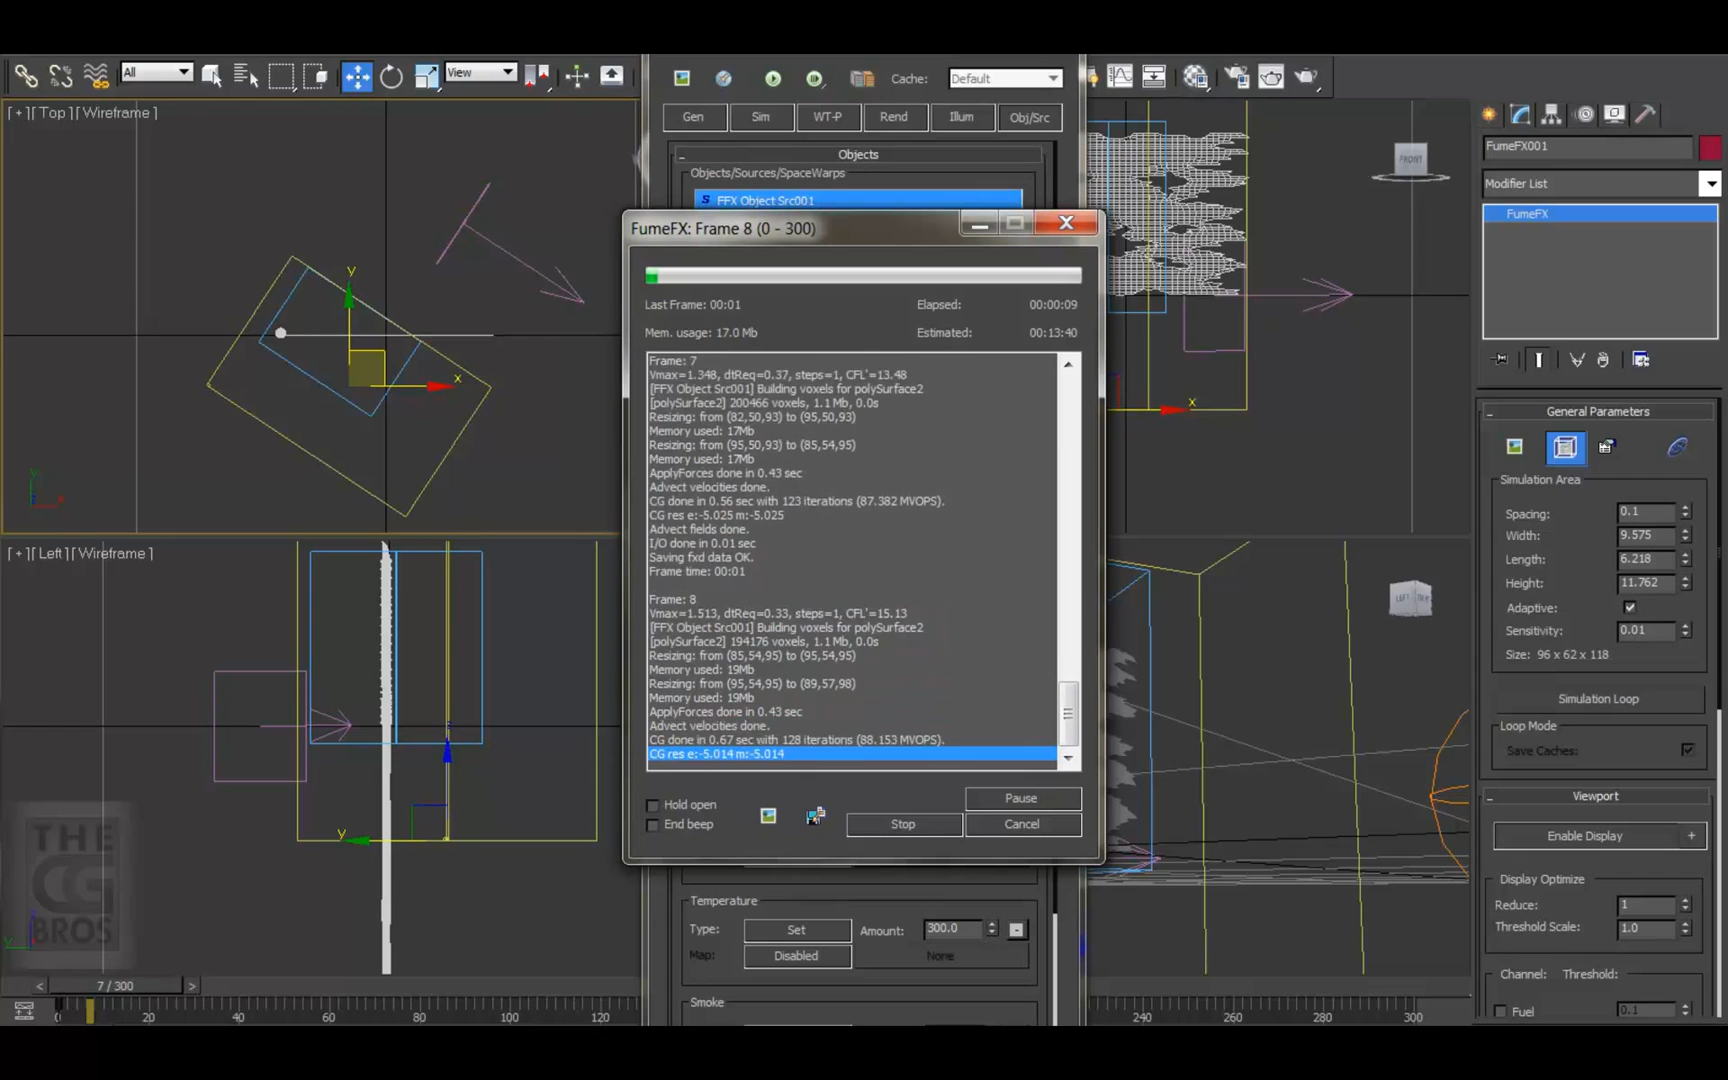 All
View
Cache:
Default
Gen
Sim
WT-P
Rend
Illum
Obj/Src
Objects
Objects/Sources/SpaceWarps
S FFX Object Src001
[ + ][ Top ][ Wireframe ]
y
x
[ + ][ Left ][ Wireframe ]
y
FumeFX: Frame 8 (0 - 300)
Last Frame: 00:01
Elapsed: 00:00:09
Mem. usage: 17.0 Mb
Estimated: 00:13:40
Frame: 7
Vmax=1.348, dtReq=0.37, steps=1, CFL'=13.48
[FFX Object Src001] Building voxels for polySurface2
[polySurface2] 200466 voxels, 1.1 Mb, 0.0s
Resizing: from (82,50,93) to (95,50,93)
Memory used: 17Mb
Resizing: from (95,50,93) to (85,54,95)
Memory used: 17Mb
ApplyForces done in 0.43 sec
Advect velocities done.
CG done in 0.56 sec with 123 iterations (87.382 MVOPS).
CG res e:-5.025 m:-5.025
Advect fields done.
I/O done in 0.01 sec
Saving fxd data OK.
Frame time: 00:01
Frame: 8
Vmax=1.513, dtReq=0.33, steps=1, CFL'=15.13
[FFX Object Src001] Building voxels for polySurface2
[polySurface2] 194176 voxels, 1.1 Mb, 0.0s
Resizing: from (85,54,95) to (95,54,95)
Memory used: 19Mb
Resizing: from (95,54,95) to (89,57,98)
Memory used: 19Mb
ApplyForces done in 0.43 sec
Advect velocities done.
CG done in 0.67 sec with 128 iterations (88.153 MVOPS).
CG res e:-5.014 m:-5.014
Hold open
End beep
Pause
Stop
Cancel
Temperature
Type: Set
Amount: 300.0
Map: Disabled
None
Smoke
FRONT
x
LEFT
FumeFX001
Modifier List
FumeFX
General Parameters
Simulation Area
Spacing: 0.1
Width: 9.575
Length: 6.218
Height: 11.762
Adaptive:
Sensitivity: 0.01
Size: 96 x 62 x 118
Simulation Loop
Loop Mode
Save Caches:
Viewport
Enable Display +
Display Optimize
Reduce: 1
Threshold Scale: 1.0
Channel: Threshold:
Fuel 0.1
THE
CG
BROS
< 7 / 300 >
0 20 40 60 80 100 120 240 260 280 300